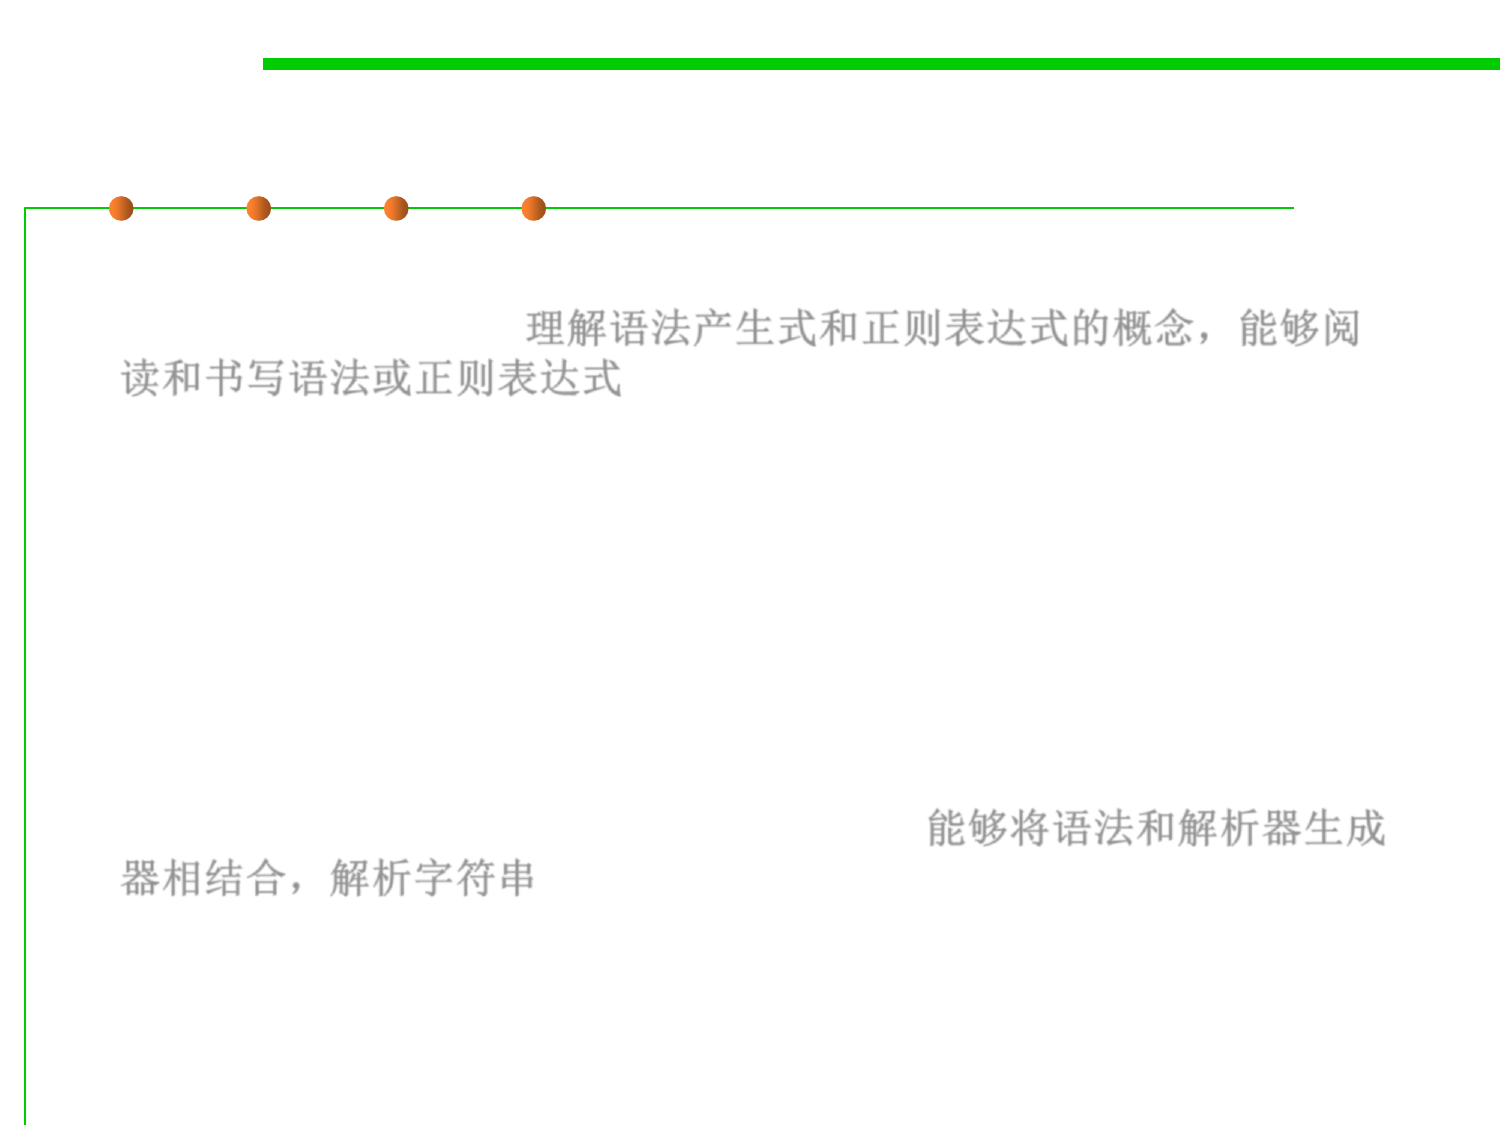 理解语法产生式和正则表达式的概念，能够阅
读和书写语法或正则表达式
能够将语法和解析器生成
器相结合，解析字符串